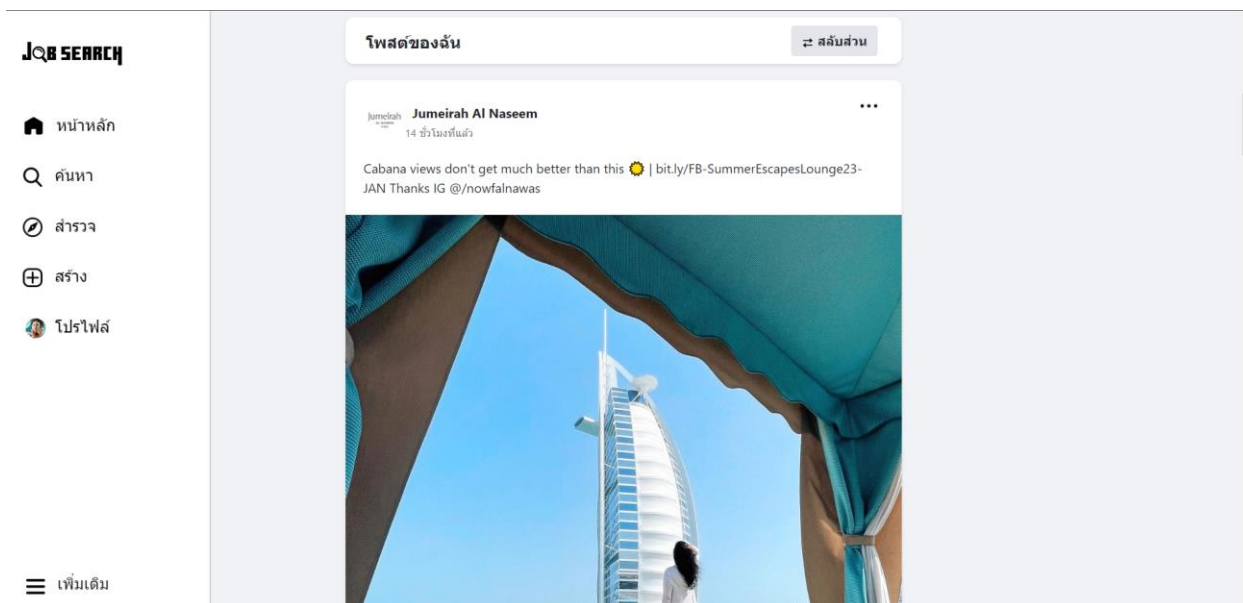 JOB SEARCH
หน้าหลัก
ค้นหา
สำรวจ
สร้าง
โปรไฟล์
เพิ่มเติม
โพสต์ของฉัน
สลับส่วน
Jumeirah Al Naseem
14 ชั่วโมงที่แล้ว
Cabana views don't get much better than this | bit.ly/FB-SummerEscapesLounge23-
JAN Thanks IG @/nowfalnawas
Jumeirah